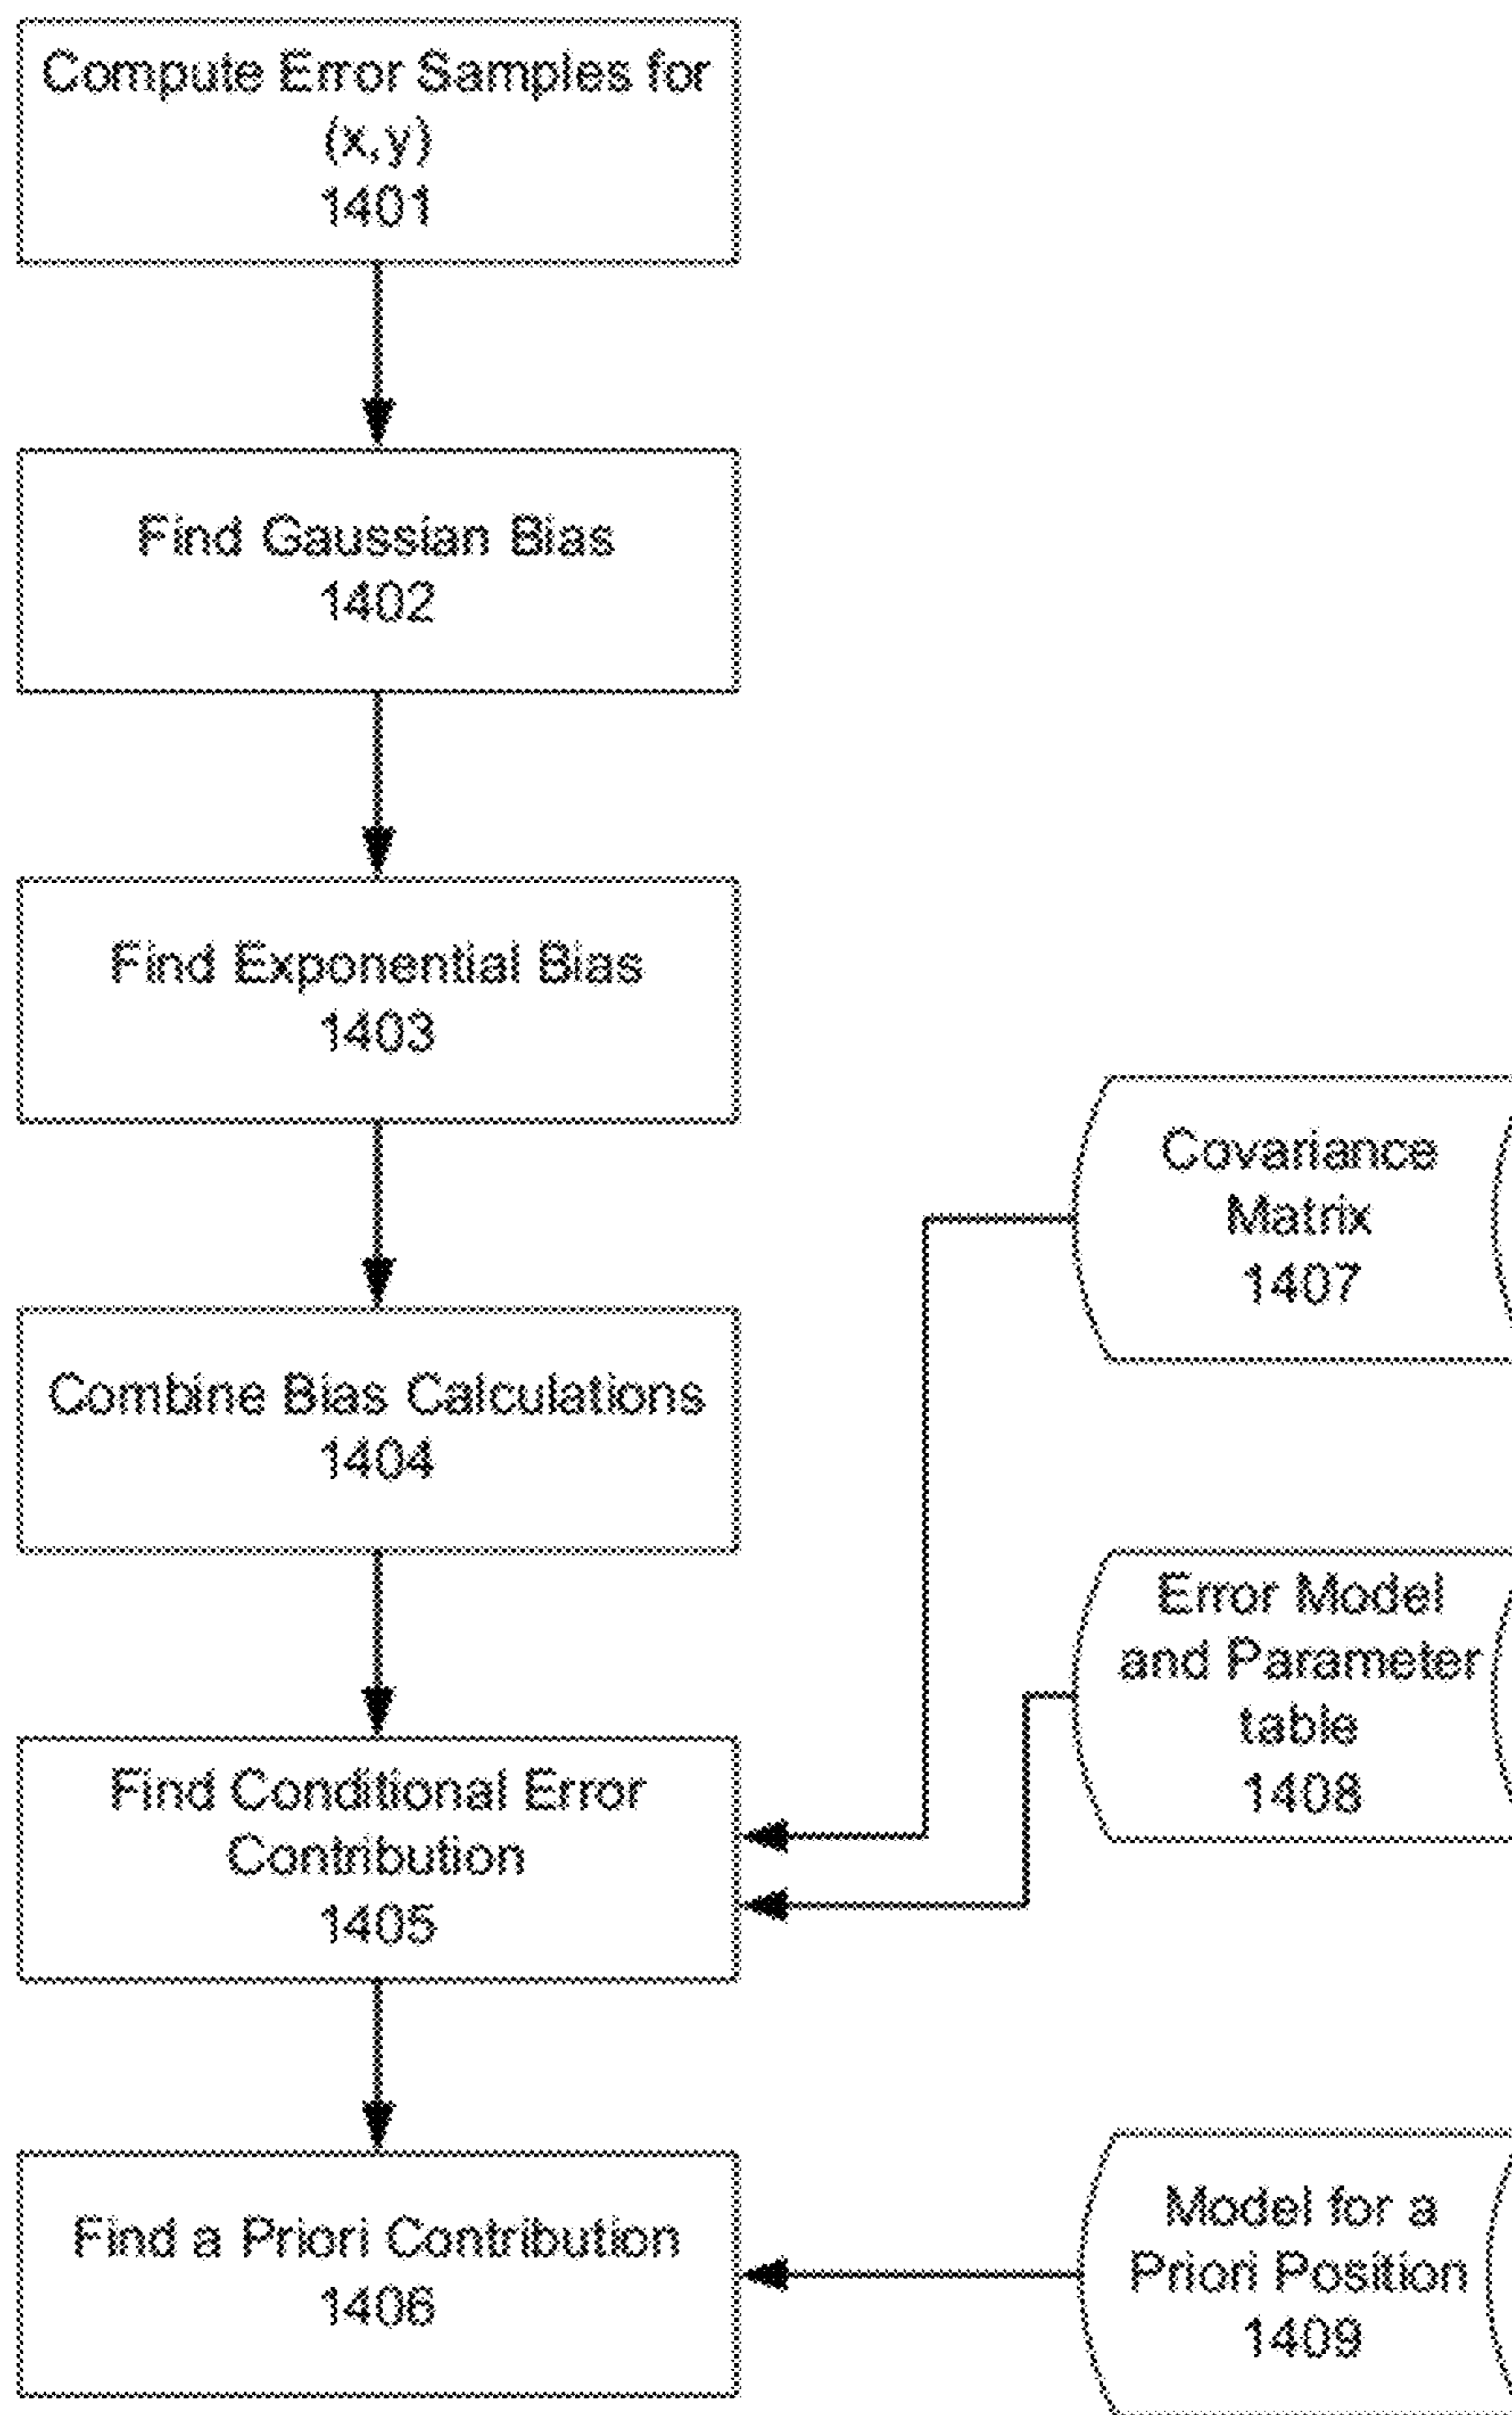 Compute Error Samples for
(x,y)
1401
Find Gaussian Bias
1402
Find Exponential Bias
1403
Combine Bias Calculations
1404
Find Conditional Error
Contribution
1405
Find a Priori Contribution
1406
Covariance
Matrix
1407
Error Model
and Parameter
table
1408
Model for a
Priori Position
1409